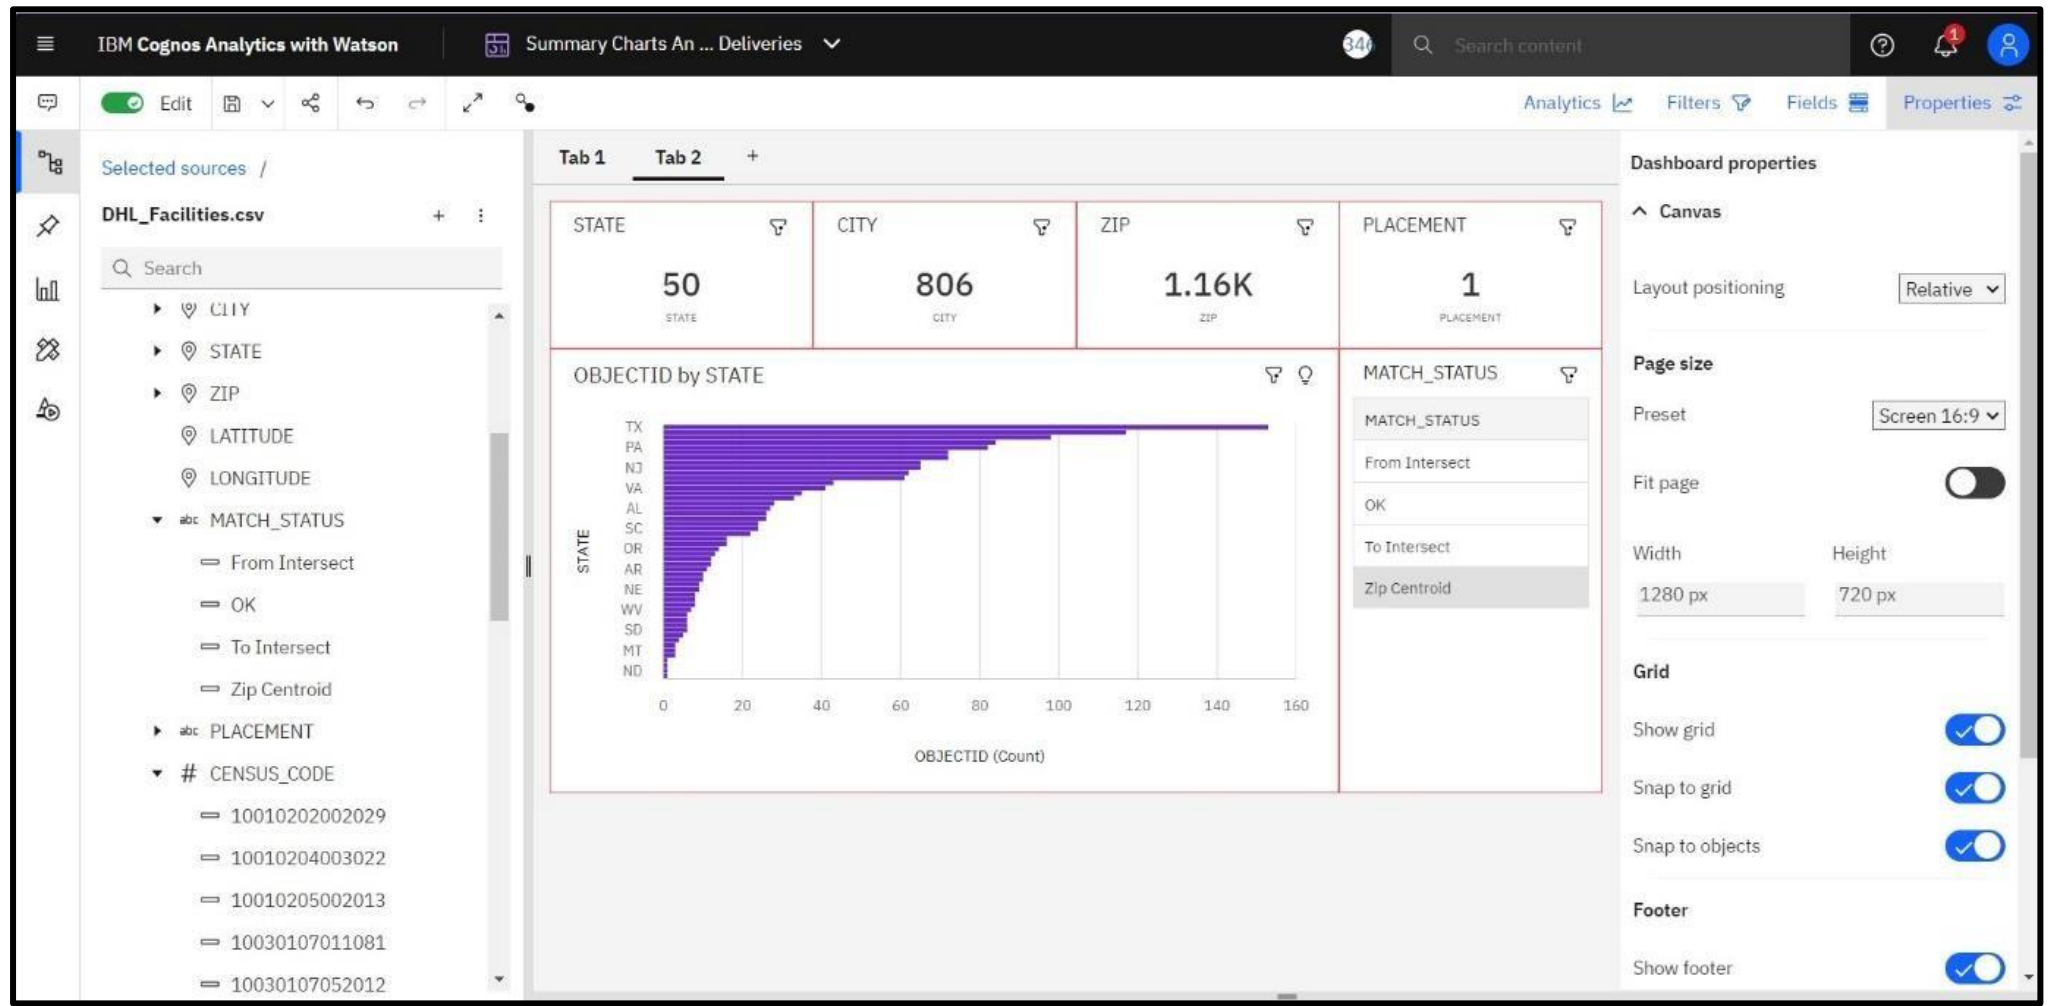 IBM Cognos Analytics with Watson
Summary Charts An ... Deliveries
346
Search content
1
Edit
Analytics
Filters
Fields
Properties
Selected sources /
DHL_Facilities.csv
Search
CITY
STATE
ZIP
LATITUDE
LONGITUDE
abc MATCH_STATUS
From Intersect
OK
To Intersect
Zip Centroid
abc PLACEMENT
# CENSUS_CODE
10010202002029
10010204003022
10010205002013
10030107011081
10030107052012
Tab 1
Tab 2
+
STATE
50
STATE
CITY
806
CITY
ZIP
1.16K
ZIP
PLACEMENT
1
PLACEMENT
OBJECTID by STATE
STATE
TX
PA
NJ
VA
AL
SC
OR
AR
NE
WV
SD
MT
ND
0 20 40 60 80 100 120 140 160
OBJECTID (Count)
MATCH_STATUS
MATCH_STATUS
From Intersect
OK
To Intersect
Zip Centroid
Dashboard properties
Canvas
Layout positioning
Relative
Page size
Preset
Screen 16:9
Fit page
Width
Height
1280 px
720 px
Grid
Show grid
Snap to grid
Snap to objects
Footer
Show footer